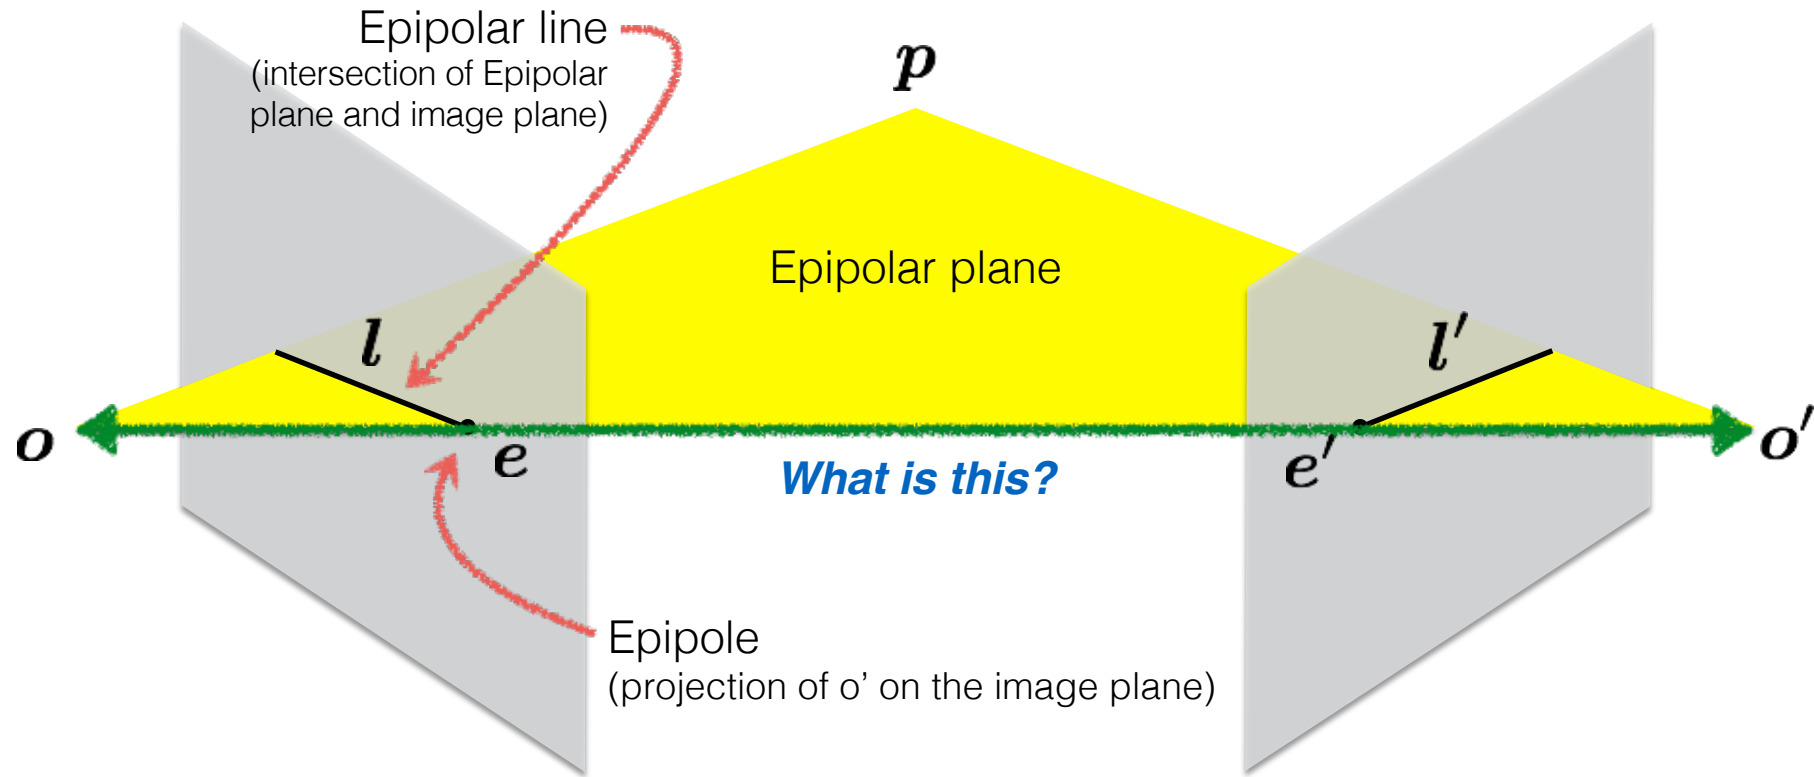 Epipolar line
(intersection of Epipolar
plane and image plane)
p
Epipolar plane
l
l′
o
e
What is this?
e′
o′
Epipole
(projection of o’ on the image plane)